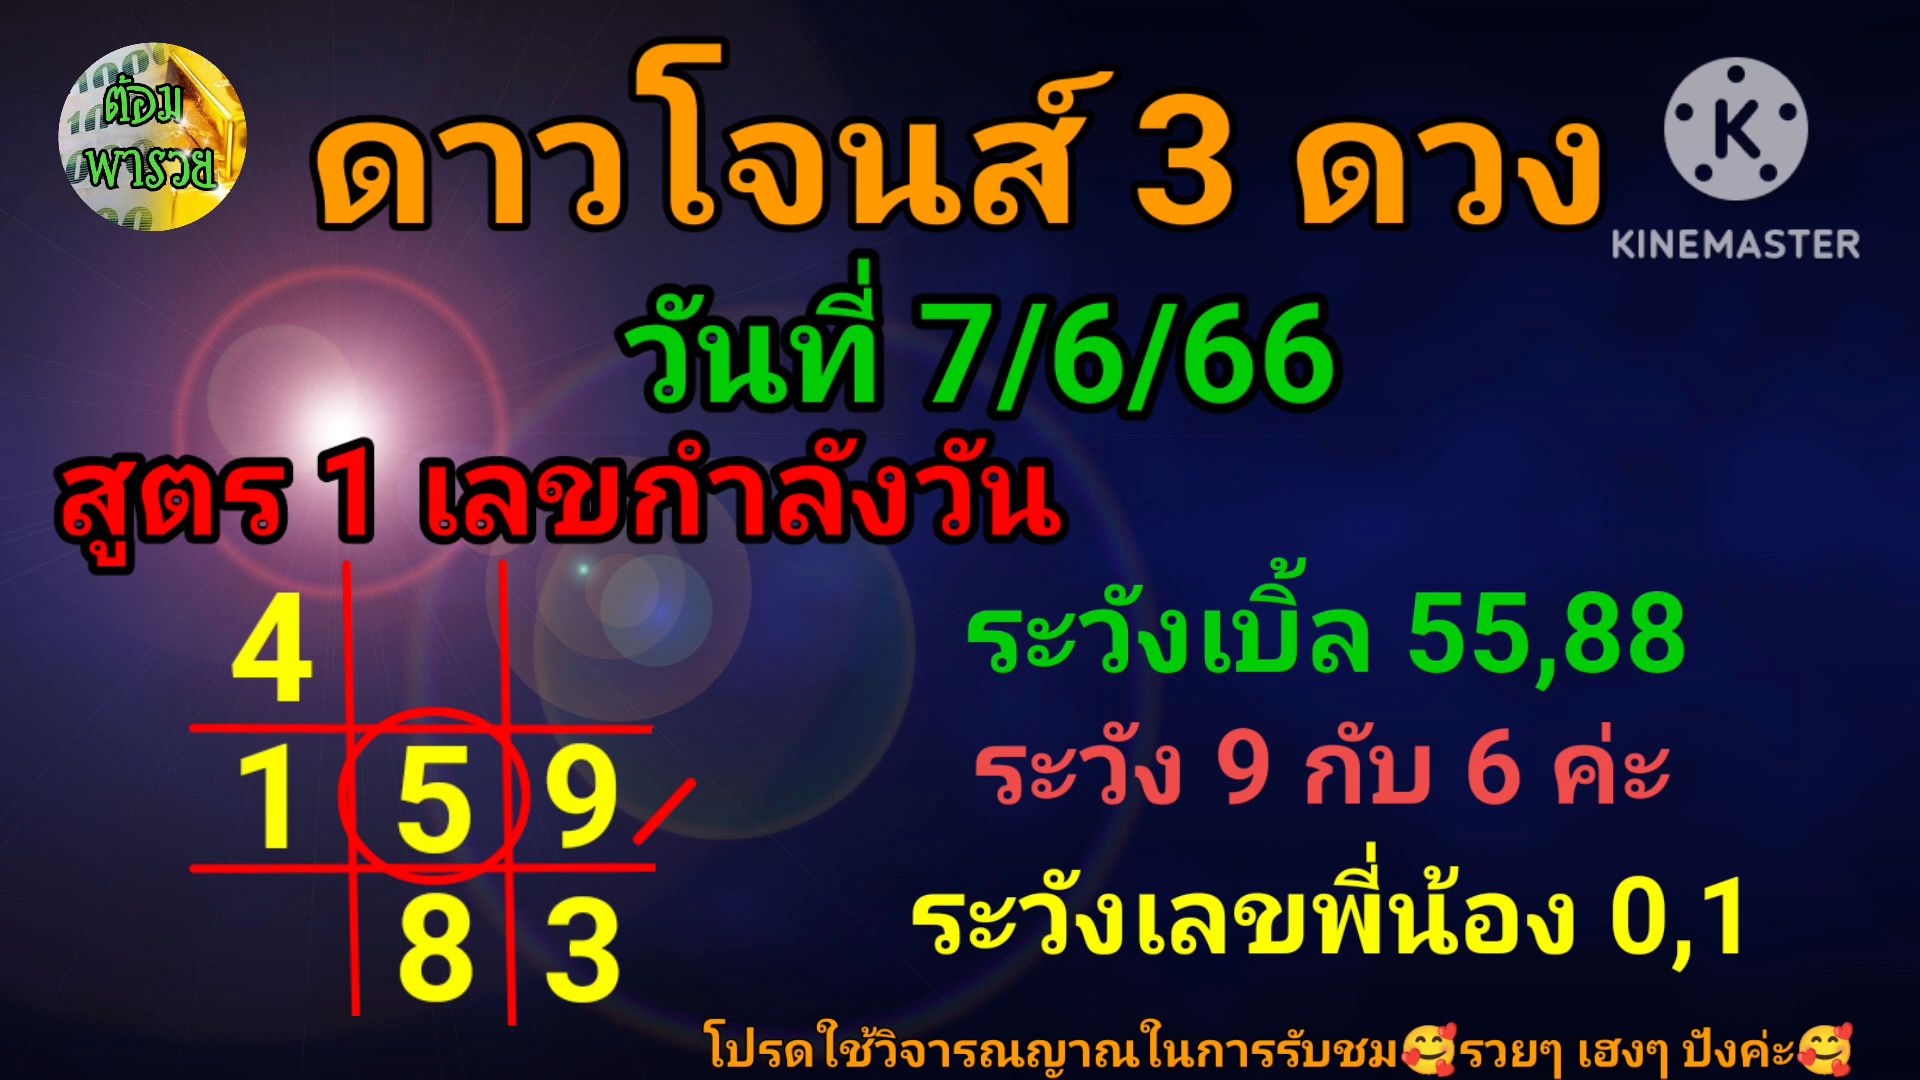 ต้อม
พารวย
ดาวโจนส์ 3 ดวง
KINEMASTER
วันที่ 7/6/66
สูตร 1 เลขกำลังวัน
4
1 5 9
8 3
ระวังเบิ้ล 55,88
ระวัง 9 กับ 6 ค่ะ
ระวังเลขพี่น้อง 0,1
โปรดใช้วิจารณญาณในการรับชม🥰รวยๆ เฮงๆ ปังค่ะ🥰